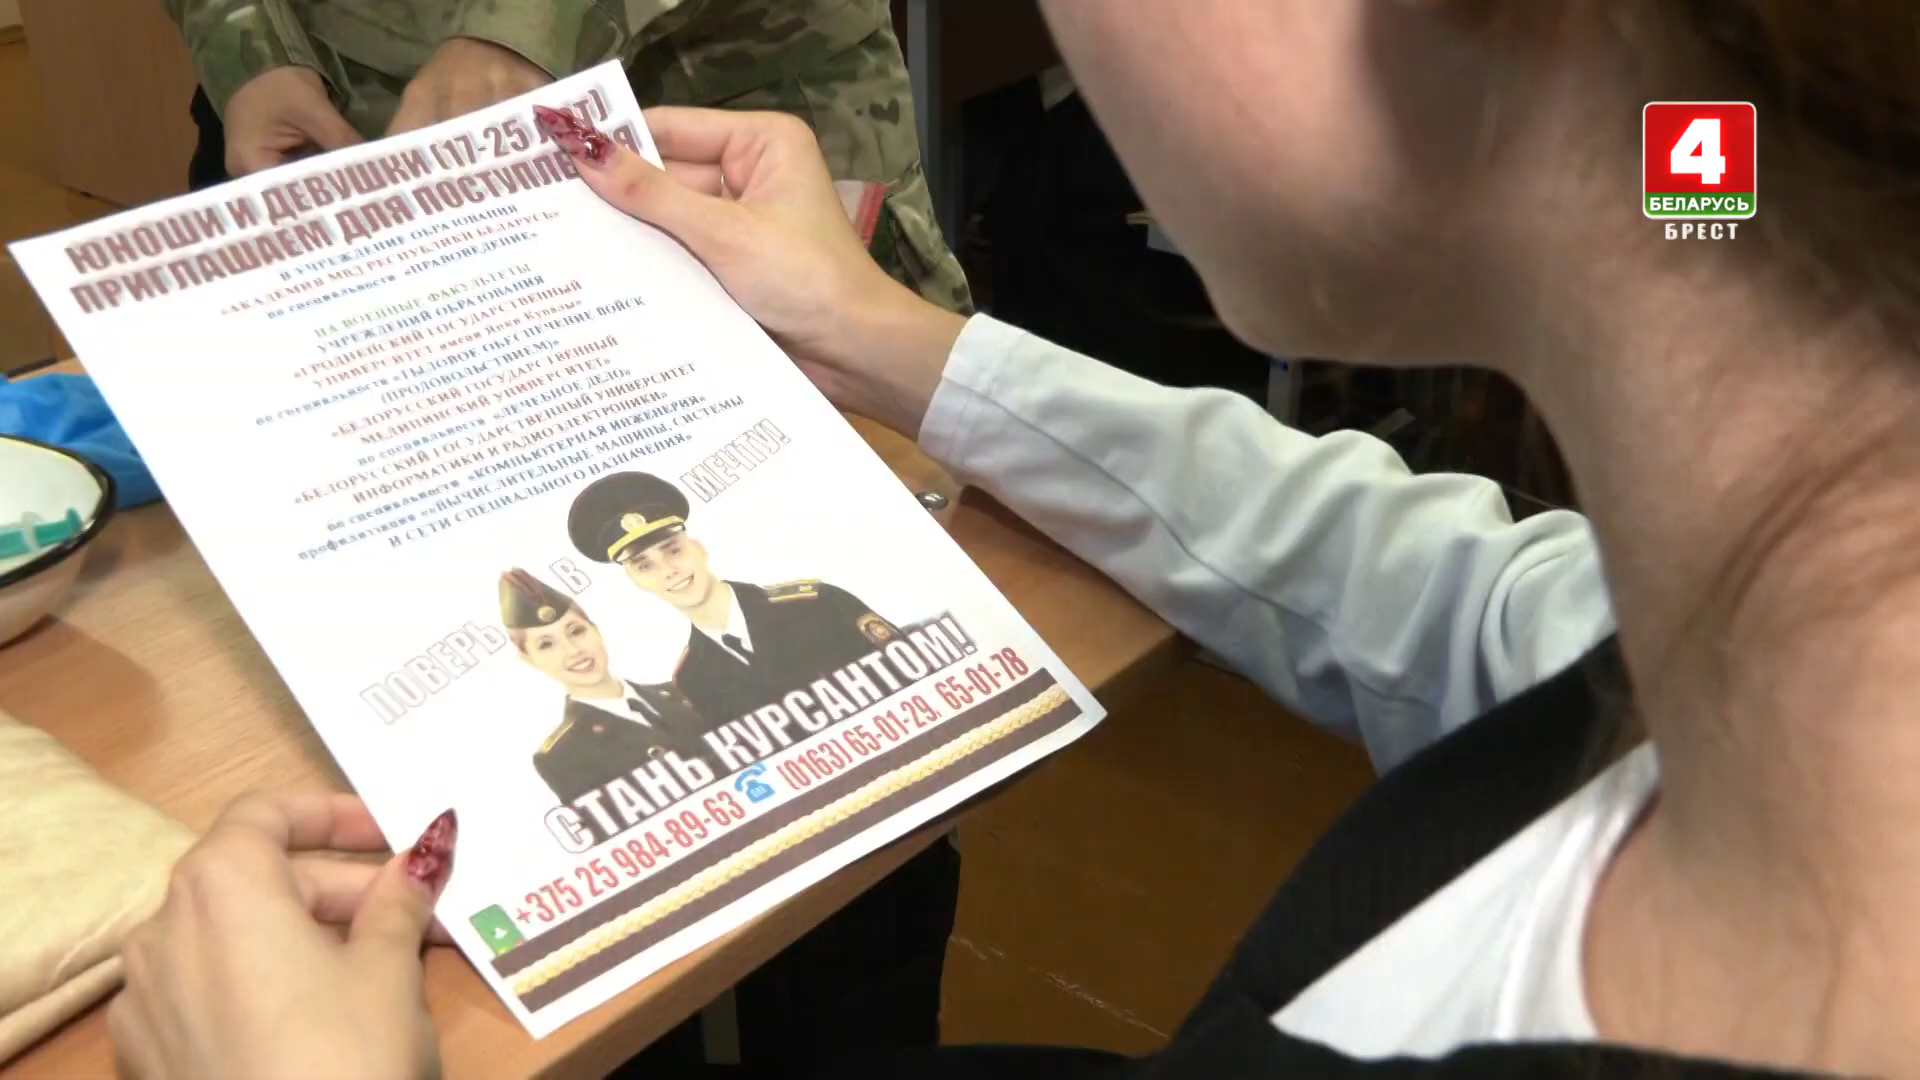 ЮНОШИ И ДЕВУШКИ (17-25 ЛЕТ)
ПРИГЛАШАЕМ ДЛЯ ПОСТУПЛЕНИЯ
В УЧРЕЖДЕНИЕ ОБРАЗОВАНИЯ
«АКАДЕМИЯ МВД РЕСПУБЛИКИ БЕЛАРУСЬ»
по специальности «ПРАВОВЕДЕНИЕ»
НА ВОЕННЫЕ ФАКУЛЬТЕТЫ
УЧРЕЖДЕНИЙ ОБРАЗОВАНИЯ
«ГРОДНЕНСКИЙ ГОСУДАРСТВЕННЫЙ
УНИВЕРСИТЕТ имени Янки Купалы»
по специальности «ТЫЛОВОЕ ОБЕСПЕЧЕНИЕ ВОЙСК
(ПРОДОВОЛЬСТВИЕМ)»
«БЕЛОРУССКИЙ ГОСУДАРСТВЕННЫЙ
МЕДИЦИНСКИЙ УНИВЕРСИТЕТ»
по специальности «ЛЕЧЕБНОЕ ДЕЛО»
«БЕЛОРУССКИЙ ГОСУДАРСТВЕННЫЙ УНИВЕРСИТЕТ
ИНФОРМАТИКИ И РАДИОЭЛЕКТРОНИКИ»
по специальности «КОМПЬЮТЕРНАЯ ИНЖЕНЕРИЯ»
профилизация ««ВЫЧИСЛИТЕЛЬНЫЕ МАШИНЫ, СИСТЕМЫ
И СЕТИ СПЕЦИАЛЬНОГО НАЗНАЧЕНИЯ»
ПОВЕРЬ В МЕЧТУ!
СТАНЬ КУРСАНТОМ!
+375 25 984-89-63 (0163) 65-01-29, 65-01-78
4
БЕЛАРУСЬ
БРЕСТ